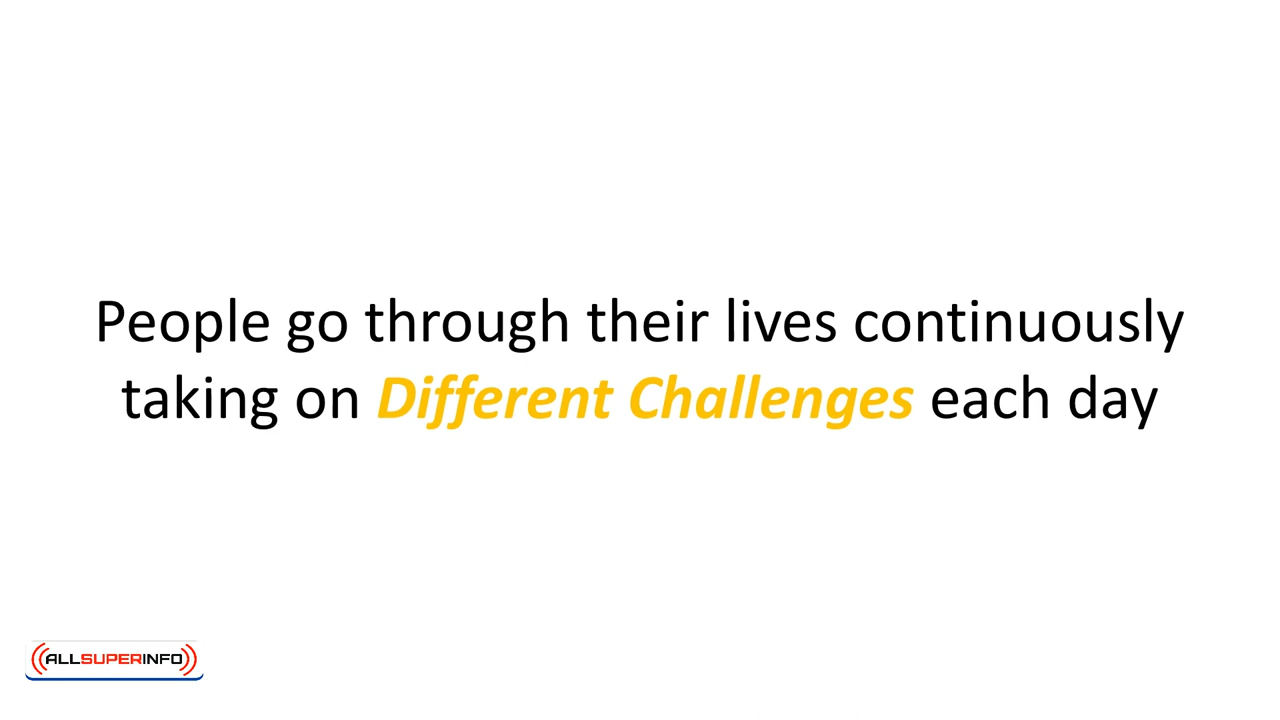 People go through their lives continuously
taking on Different Challenges each day
ALLSUPERINFO